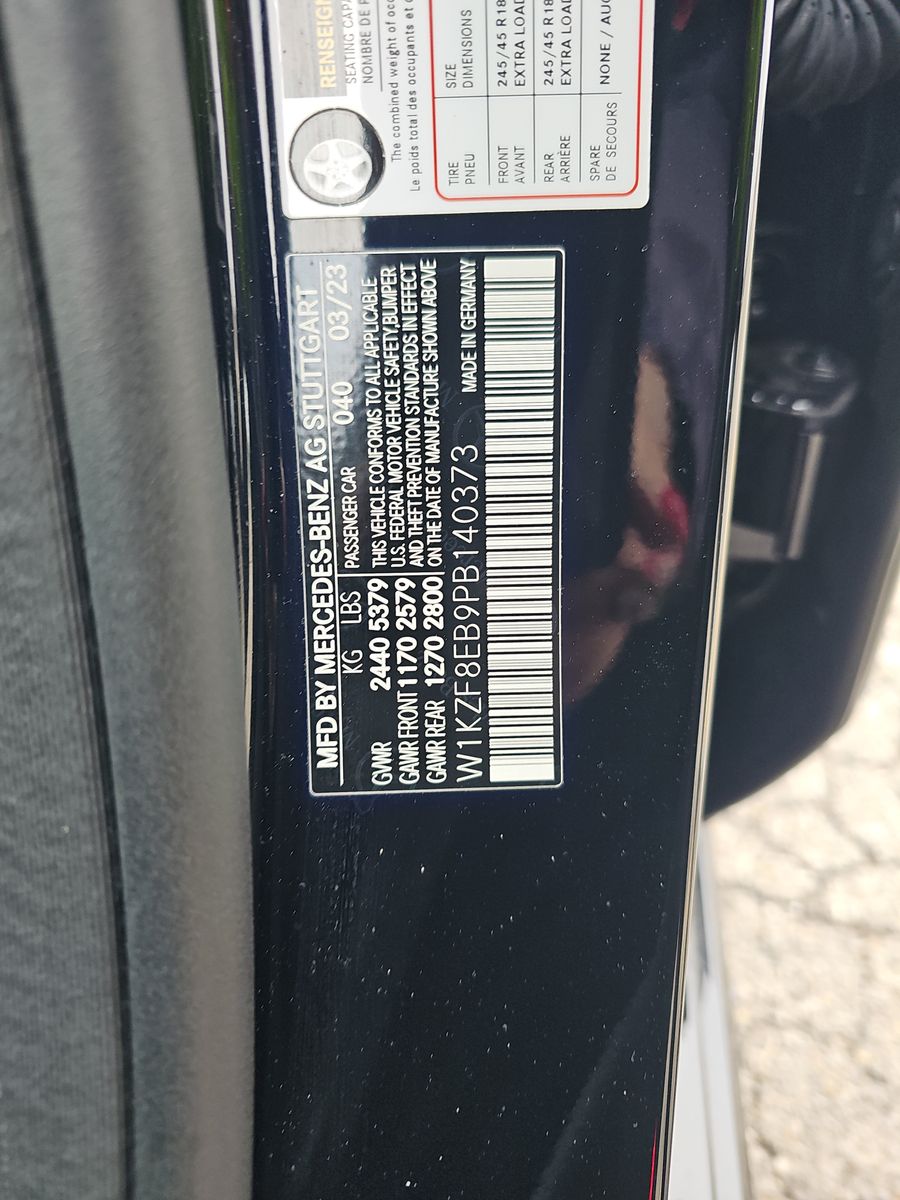 MFD BY MERCEDES-BENZ AG STUTTGART
KG LBS PASSENGER CAR 040 03/23
GVWR 2440 5379 THIS VEHICLE CONFORMS TO ALL APPLICABLE
GAWR FRONT 1170 2579 U.S. FEDERAL MOTOR VEHICLE SAFETY,BUMPER
AND THEFT PREVENTION STANDARDS IN EFFECT
GAWR REAR 1270 2800 ON THE DATE OF MANUFACTURE SHOWN ABOVE
W1KZF8EB9PB140373 MADE IN GERMANY
SEATING
NOMBRE DE
The combined weight of
Le poids total des occupants et
TIRE SIZE
PNEU DIMENSIONS
FRONT 245/45 R18
AVANT EXTRA LOAD
REAR 245/45 R18
ARRIÈRE EXTRA LOAD
SPARE NONE /
DE SECOURS